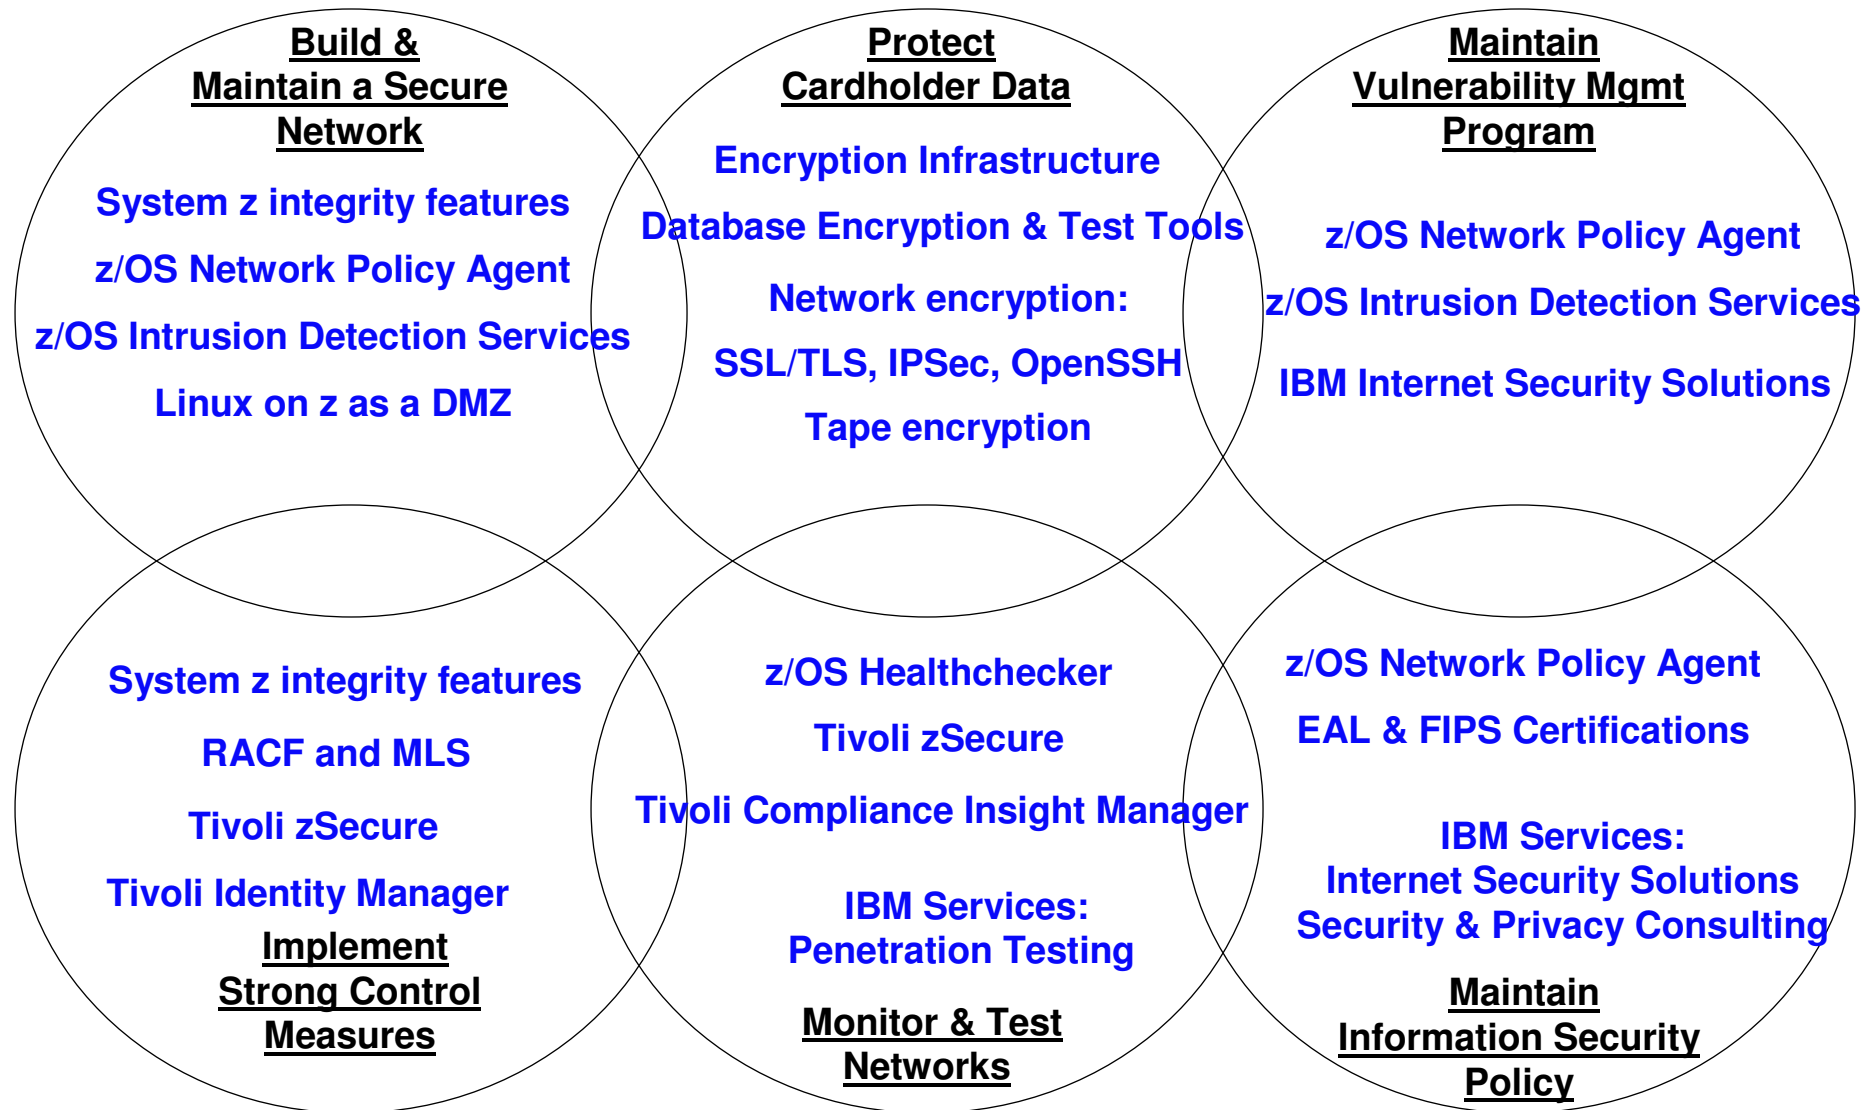 Build &
Maintain a Secure
Network
System z integrity features
z/OS Network Policy Agent
z/OS Intrusion Detection Services
Linux on z as a DMZ
Protect
Cardholder Data
Encryption Infrastructure
Database Encryption & Test Tools
Network encryption:
SSL/TLS, IPSec, OpenSSH
Tape encryption
Maintain
Vulnerability Mgmt
Program
z/OS Network Policy Agent
z/OS Intrusion Detection Services
IBM Internet Security Solutions
System z integrity features
RACF and MLS
Tivoli zSecure
Tivoli Identity Manager
Implement
Strong Control
Measures
z/OS Healthchecker
Tivoli zSecure
Tivoli Compliance Insight Manager
IBM Services:
Penetration Testing
Monitor & Test
Networks
z/OS Network Policy Agent
EAL & FIPS Certifications
IBM Services:
Internet Security Solutions
Security & Privacy Consulting
Maintain
Information Security
Policy